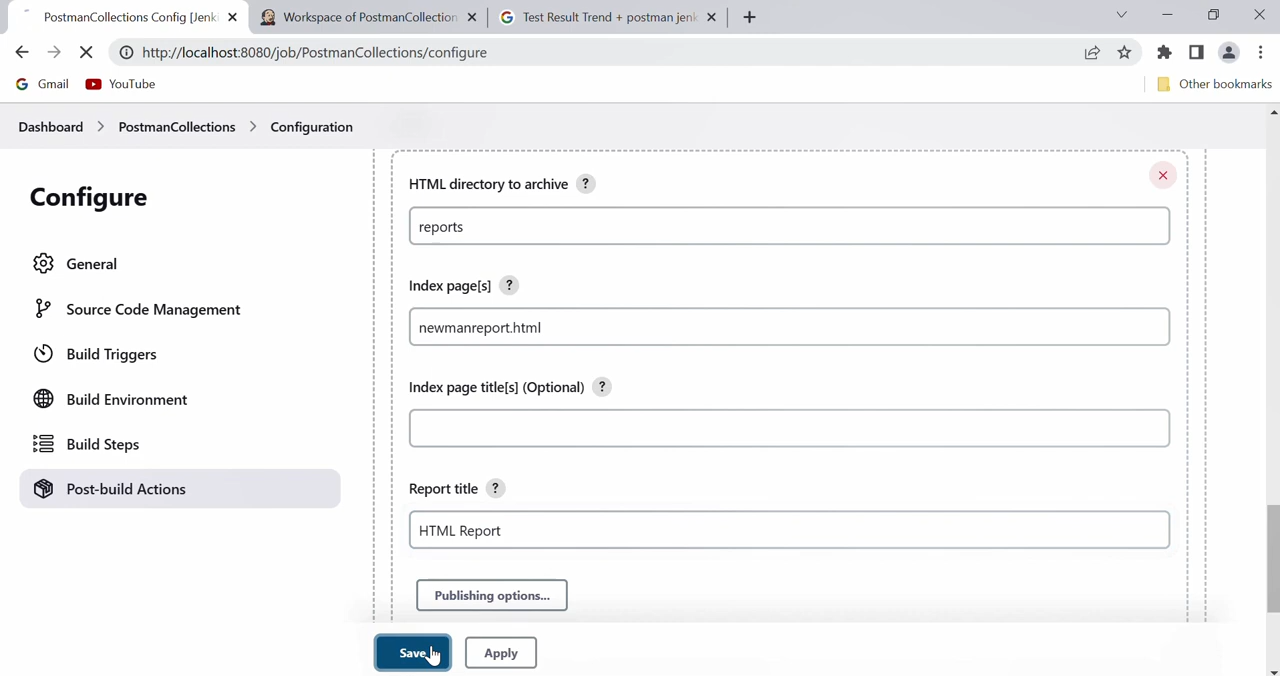 PostmanCollections Config [Jenk
Workspace of PostmanCollection
Test Result Trend + postman jenk
http://localhost:8080/job/PostmanCollections/configure
Gmail
YouTube
Other bookmarks
Dashboard > PostmanCollections > Configuration
Configure
General
Source Code Management
Build Triggers
Build Environment
Build Steps
Post-build Actions
HTML directory to archive ?
reports
Index page[s] ?
newmanreport.html
Index page title[s] (Optional) ?
Report title ?
HTML Report
Publishing options...
Save
Apply